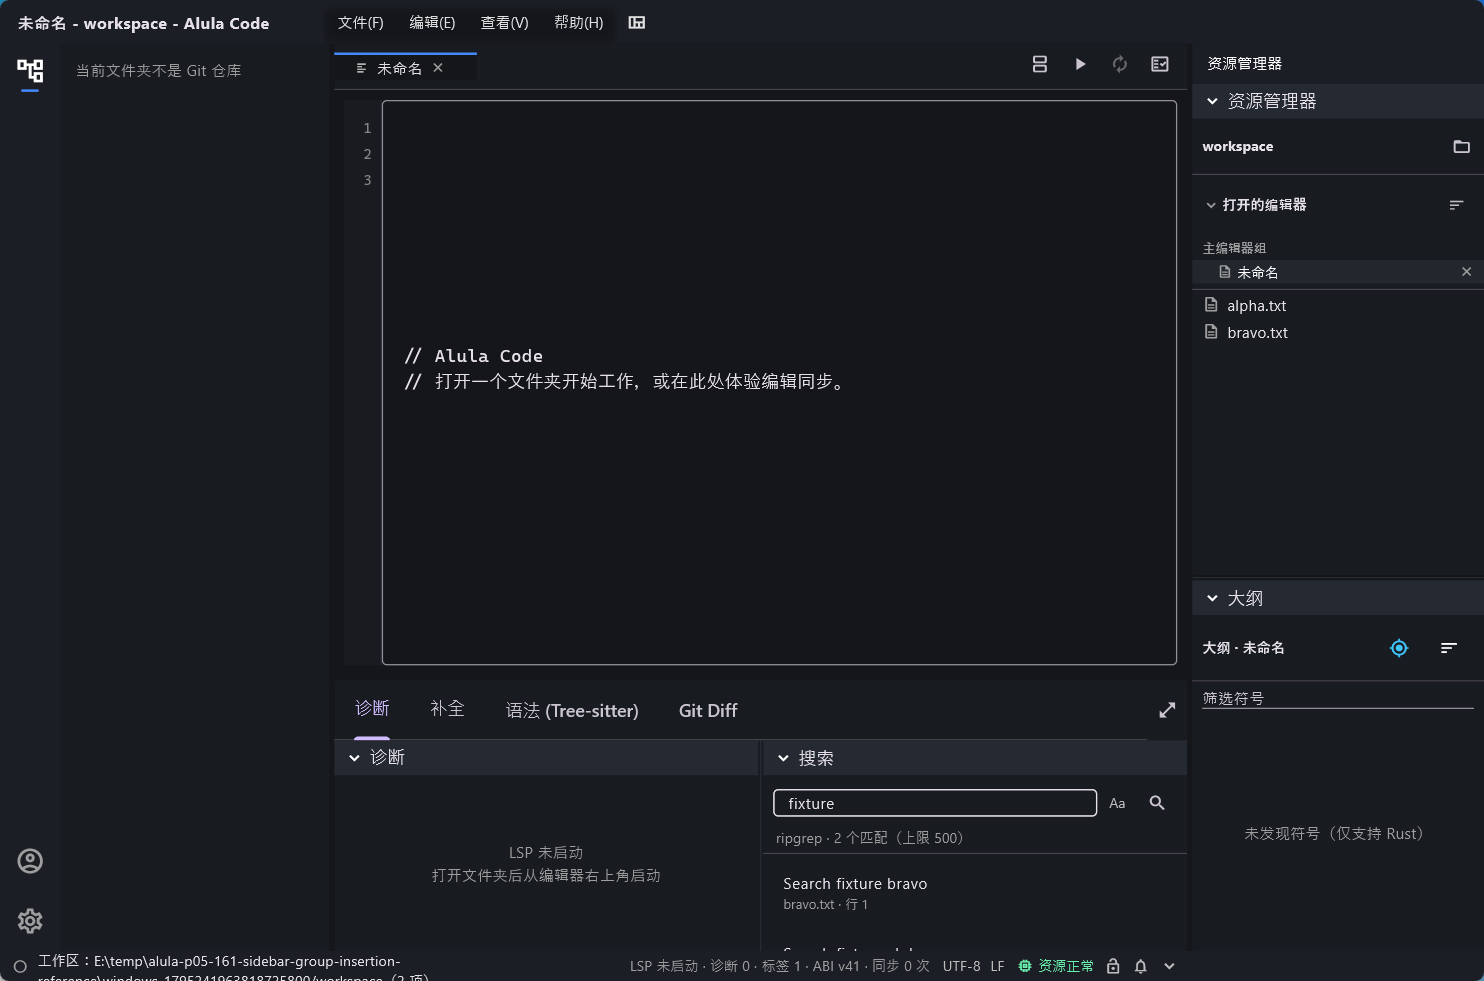 未命名 - workspace - Alula Code
文件(F) 编辑(E) 查看(V) 帮助(H)
当前文件夹不是 Git 仓库
未命名
1
2
3
// Alula Code
// 打开一个文件夹开始工作，或在此处体验编辑同步。
资源管理器
资源管理器
workspace
打开的编辑器
主编辑器组
未命名
alpha.txt
bravo.txt
大纲
大纲 · 未命名
筛选符号
未发现符号（仅支持 Rust）
诊断 补全 语法 (Tree-sitter) Git Diff
诊断
LSP 未启动
打开文件夹后从编辑器右上角启动
搜索
fixture Aa
ripgrep · 2 个匹配（上限 500）
Search fixture bravo
bravo.txt · 行 1
工作区：E:\temp\alula-p05-161-sidebar-group-insertion-
reference\windows-1795241963818725800/workspace（2 项）
LSP 未启动 · 诊断 0 · 标签 1 · ABI v41 · 同步 0 次 UTF-8 LF 资源正常